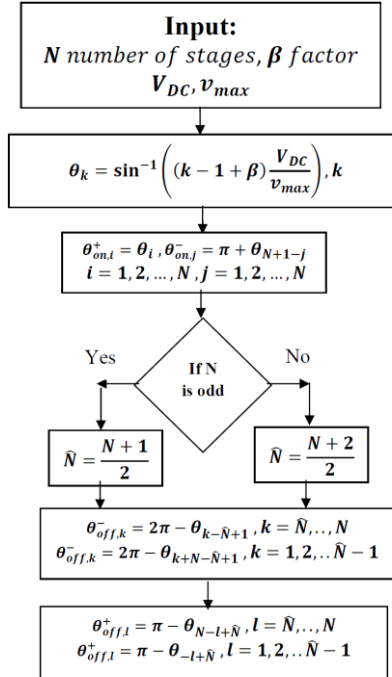 Input:
N number of stages, β factor
V_DC, v_max
θ_k = sin⁻¹((k − 1 + β) V_DC / v_max), k
θ⁺_{on,i} = θ_i, θ⁻_{on,j} = π + θ_{N+1−j}
i = 1, 2, ..., N, j = 1, 2, ..., N
Yes
If N
is odd
No
N̂ = (N + 1) / 2
N̂ = (N + 2) / 2
θ⁻_{off,k} = 2π − θ_{k−N̂+1}, k = N̂, .., N
θ⁻_{off,k} = 2π − θ_{k+N−N̂+1}, k = 1, 2, .. N̂ − 1
θ⁺_{off,l} = π − θ_{N−l+N̂}, l = N̂, .., N
θ⁺_{off,l} = π − θ_{−l+N̂}, l = 1, 2, .. N̂ − 1